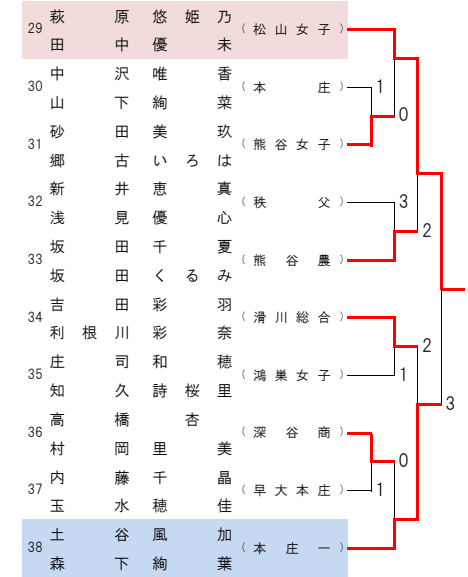 29 萩原悠姫乃 (松山女子)
田中優未
30 中沢唯香 (本庄) 1
山下絢菜
0
31 砂田美玖 (熊谷女子)
郷古いろは
32 新井恵真 (秩父) 3
浅見優心
2
33 坂田千夏 (熊谷農)
坂田くるみ
34 吉田彩羽 (滑川総合)
利根川彩奈
2
35 庄司和穂 (鴻巣女子) 1
知久詩桜里
3
36 高橋杏 (深谷商)
村岡里美
0
37 内藤千晶 (早大本庄) 1
玉水穂佳
38 土谷風加 (本庄一)
森下絢葉